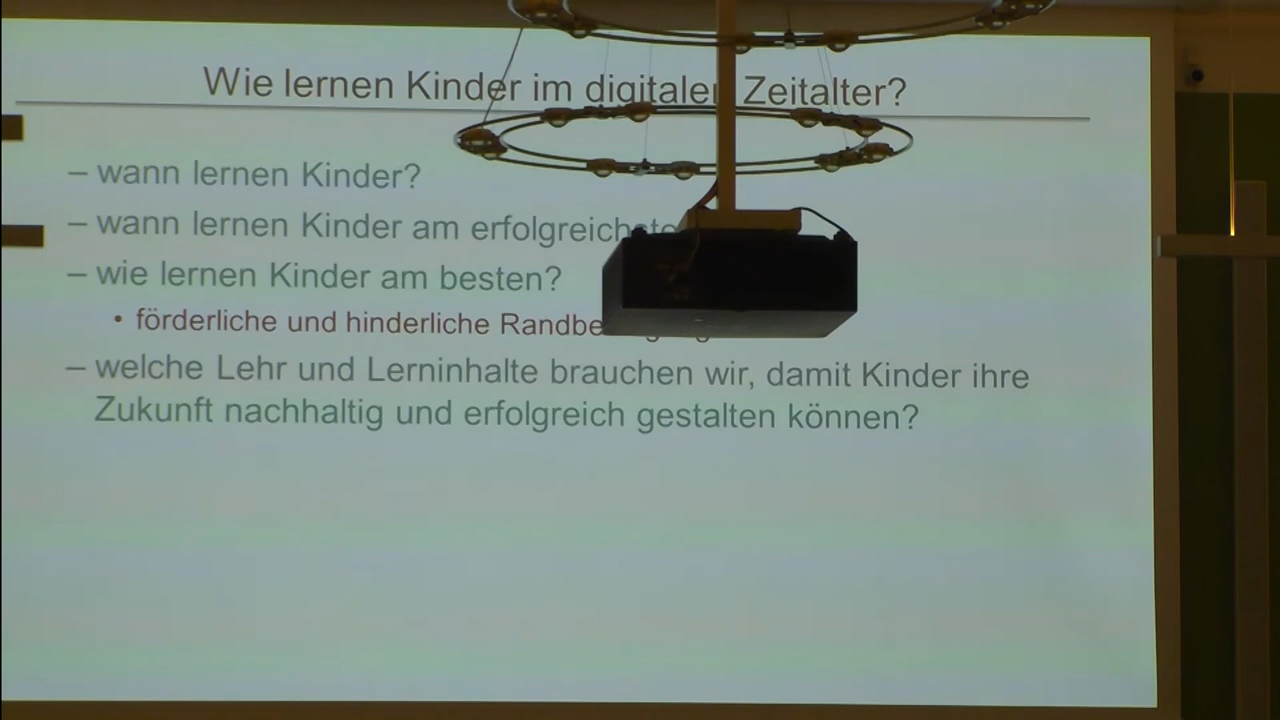 Wie lernen Kinder im digitalen Zeitalter?
– wann lernen Kinder?
– wann lernen Kinder am
– wie lernen Kinder am besten?
• förderliche und hinderliche
– welche Lehr und Lerninhalte brauchen wir, damit Kinder ihre
Zukunft nachhaltig und erfolgreich gestalten können?